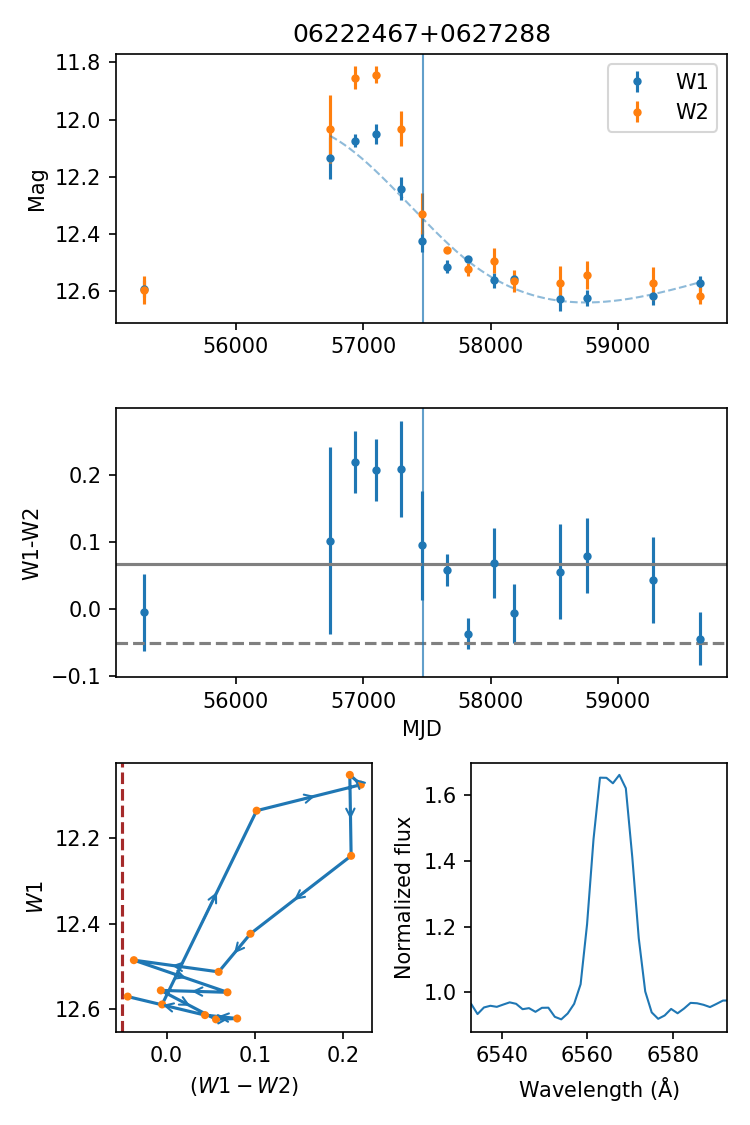 06222467+0627288
11.8
12.0
12.2
12.4
12.6
Mag
W1
W2
56000 57000 58000 59000
0.2
0.1
0.0
−0.1
W1-W2
56000 57000 58000 59000
MJD
12.2
12.4
12.6
W1
0.0 0.1 0.2
(W1 − W2)
1.6
1.4
1.2
1.0
Normalized flux
6540 6560 6580
Wavelength (Å)